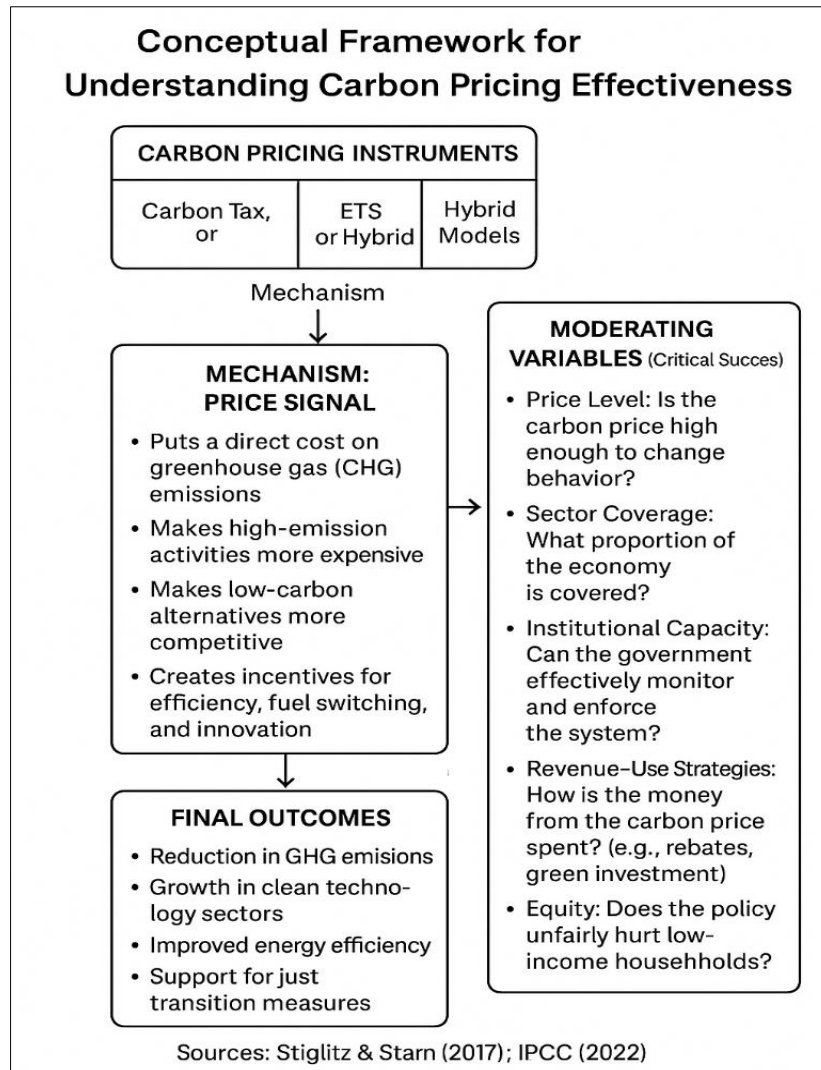 Conceptual Framework for
Understanding Carbon Pricing Effectiveness
CARBON PRICING INSTRUMENTS
Carbon Tax,
or
ETS
or Hybrid
Hybrid
Models
Mechanism
MECHANISM:
PRICE SIGNAL
• Puts a direct cost on
greenhouse gas (CHG)
emissions
• Makes high-emission
activities more expensive
• Makes low-carbon
alternatives more
competitive
• Creates incentives for
efficiency, fuel switching,
and innovation
MODERATING
VARIABLES (Critical Succes)
• Price Level: Is the
carbon price high
enough to change
behavior?
• Sector Coverage:
What proportion of
the economy
is covered?
• Institutional Capacity:
Can the government
effectively monitor
and enforce
the system?
• Revenue-Use Strategies:
How is the money
from the carbon price
spent? (e.g., rebates,
green investment)
• Equity: Does the policy
unfairly hurt low-
income househholds?
FINAL OUTCOMES
• Reduction in GHG emisions
• Growth in clean techno-
logy sectors
• Improved energy efficiency
• Support for just
transition measures
Sources: Stiglitz & Starn (2017); IPCC (2022)